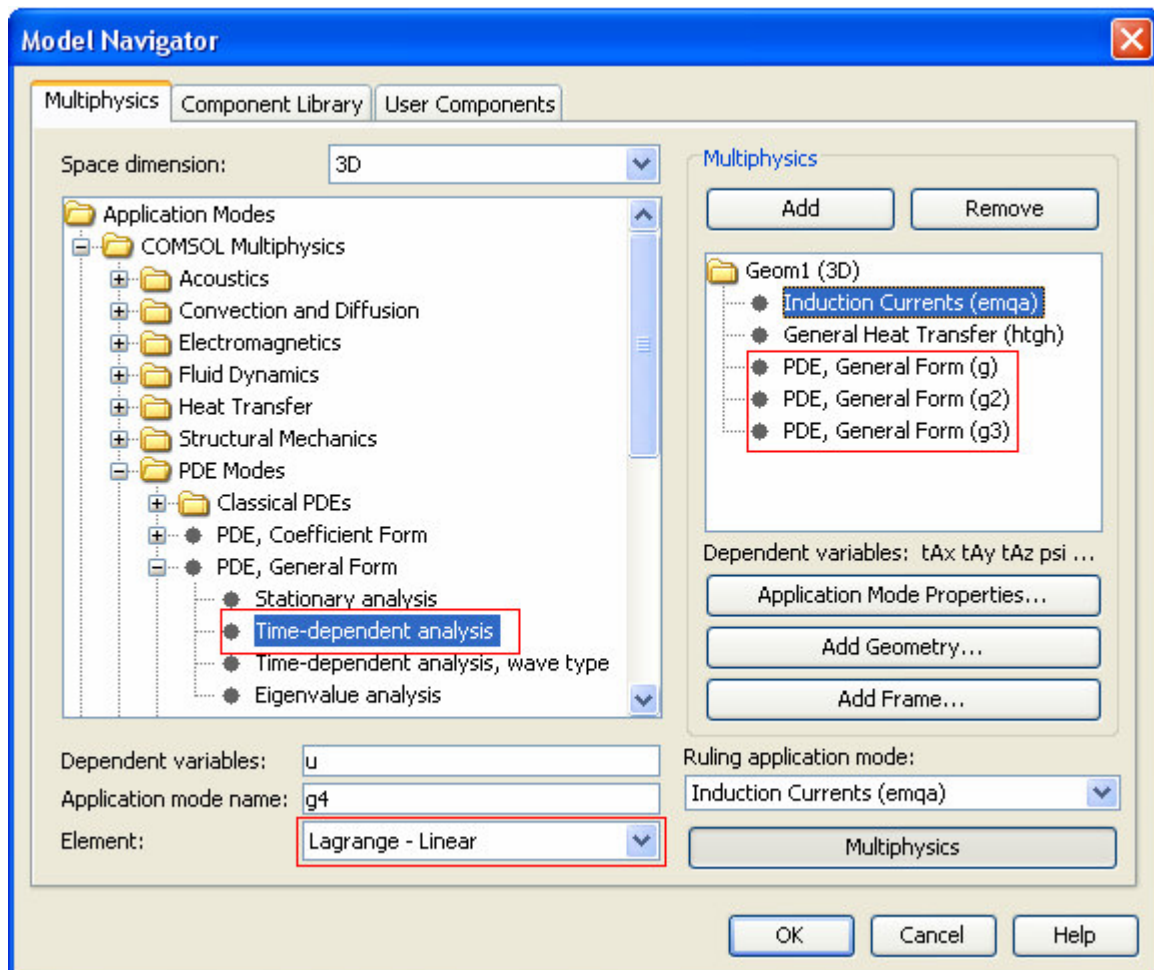 Model Navigator
Multiphysics
Component Library
User Components
Space dimension:
3D
Application Modes
COMSOL Multiphysics
Acoustics
Convection and Diffusion
Electromagnetics
Fluid Dynamics
Heat Transfer
Structural Mechanics
PDE Modes
Classical PDEs
PDE, Coefficient Form
PDE, General Form
Stationary analysis
Time-dependent analysis
Time-dependent analysis, wave type
Eigenvalue analysis
Dependent variables:
u
Application mode name:
g4
Element:
Lagrange - Linear
Multiphysics
Add
Remove
Geom1 (3D)
Induction Currents (emqa)
General Heat Transfer (htgh)
PDE, General Form (g)
PDE, General Form (g2)
PDE, General Form (g3)
Dependent variables: tAx tAy tAz psi ...
Application Mode Properties...
Add Geometry...
Add Frame...
Ruling application mode:
Induction Currents (emqa)
Multiphysics
OK
Cancel
Help